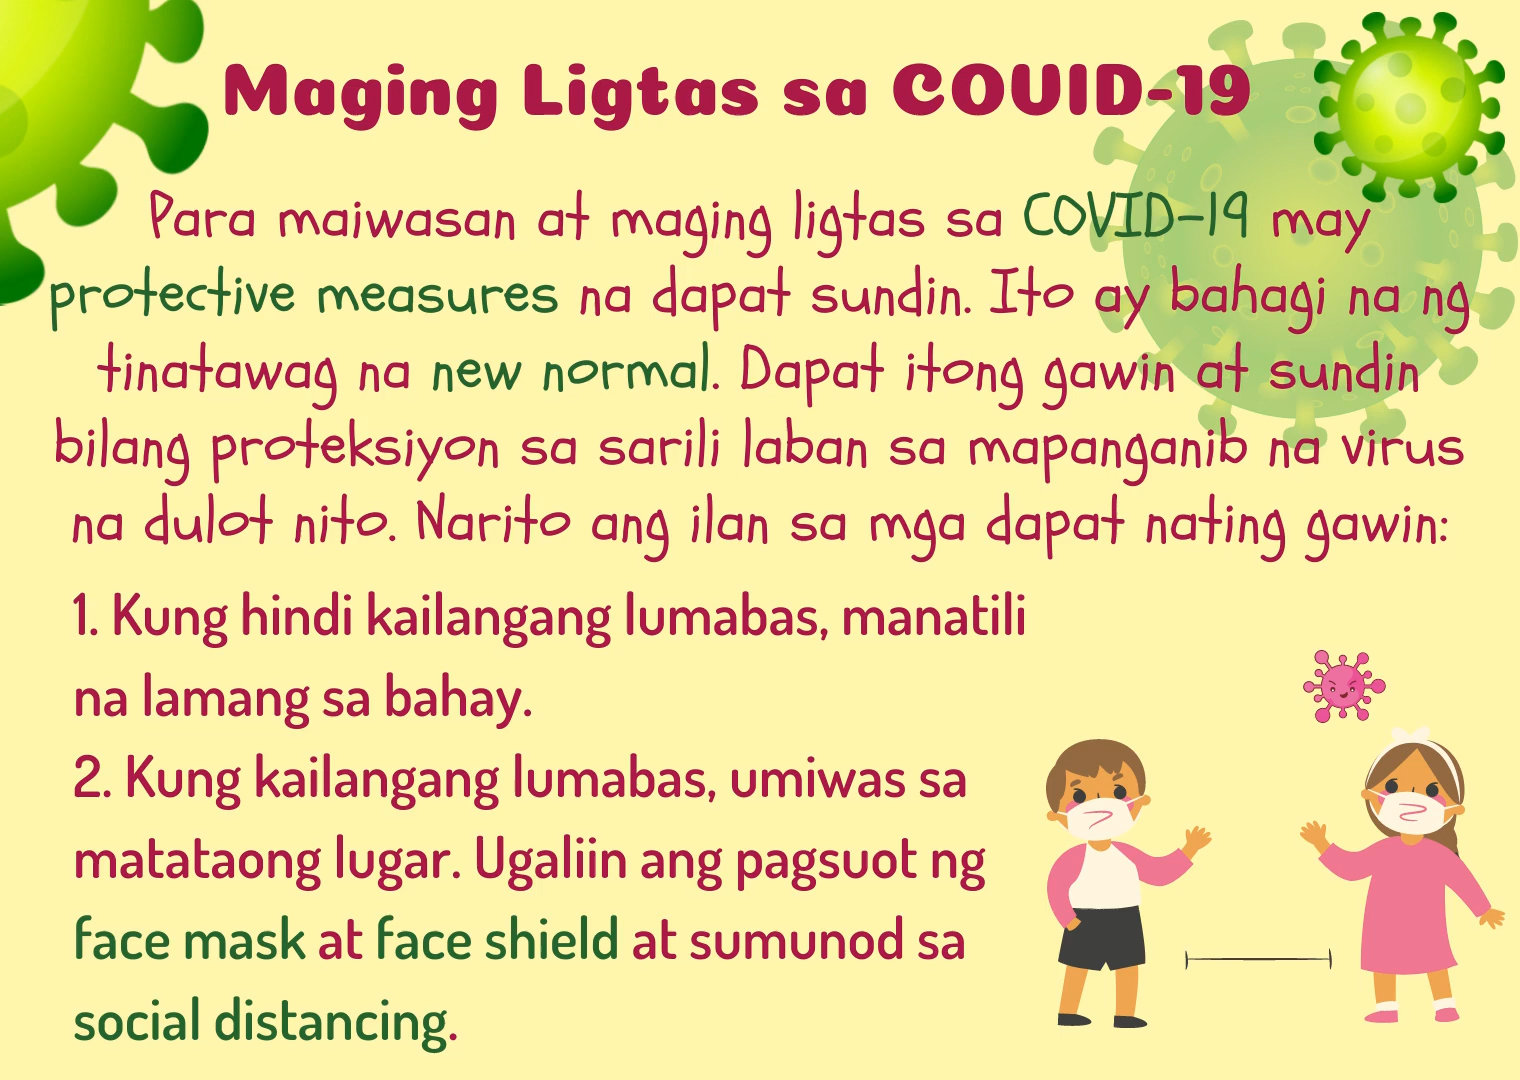 Maging Ligtas sa COVID-19
Para maiwasan at maging ligtas sa COVID-19 may
protective measures na dapat sundin. Ito ay bahagi na ng
tinatawag na new normal. Dapat itong gawin at sundin
bilang proteksiyon sa sarili laban sa mapanganib na virus
na dulot nito. Narito ang ilan sa mga dapat nating gawin:
1. Kung hindi kailangang lumabas, manatili
na lamang sa bahay.
2. Kung kailangang lumabas, umiwas sa
matataong lugar. Ugaliin ang pagsuot ng
face mask at face shield at sumunod sa
social distancing.